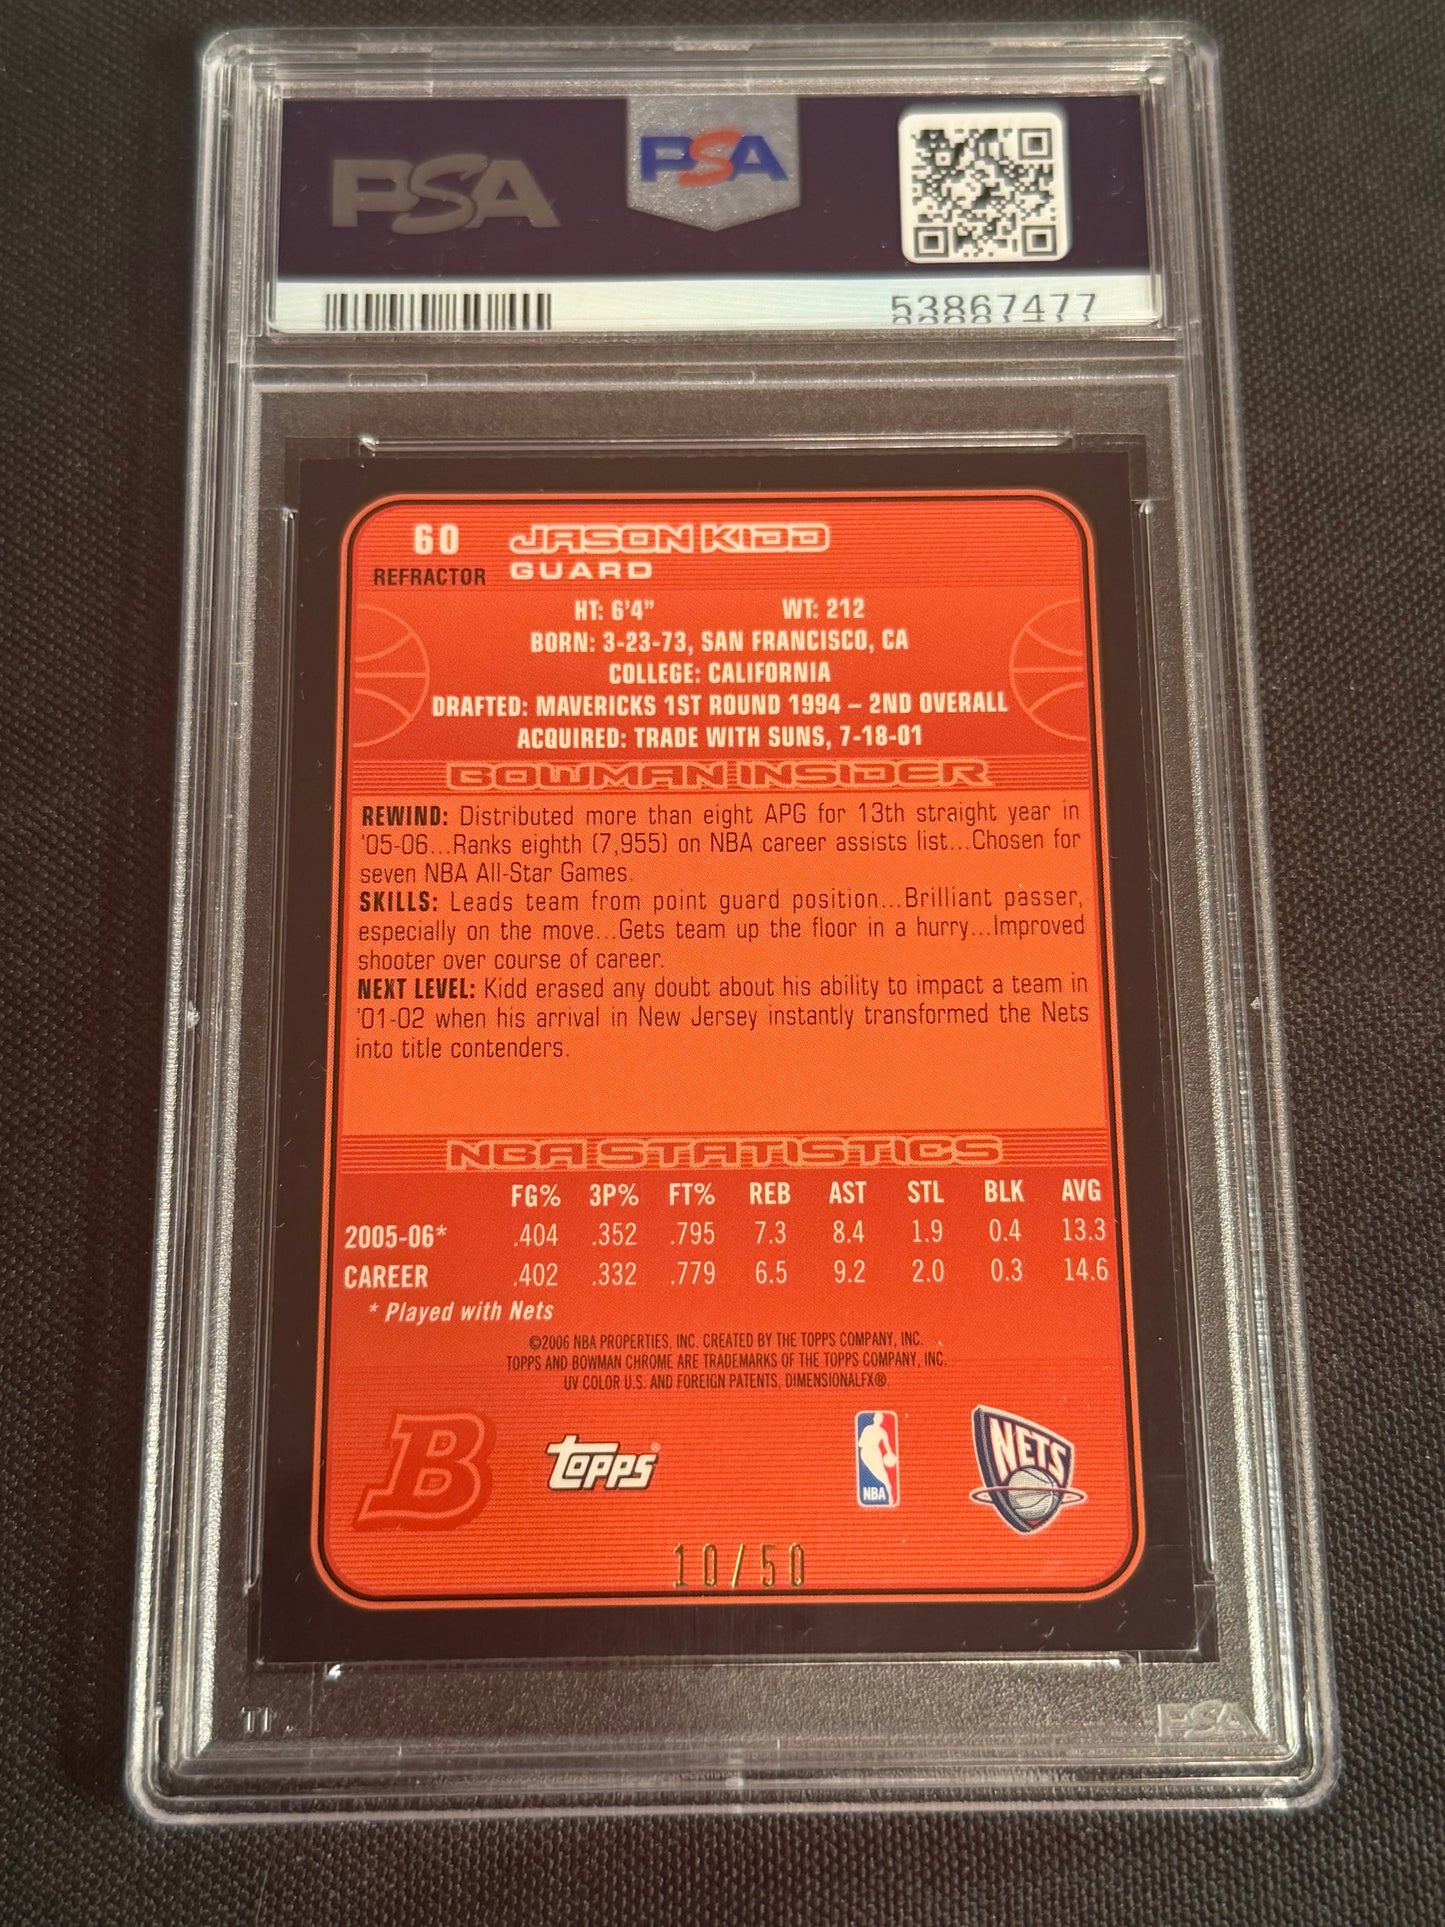 PSA
PSA
53867477
60
JASON KIDD
REFRACTOR
GUARD
HT: 6'4" WT: 212
BORN: 3-23-73, SAN FRANCISCO, CA
COLLEGE: CALIFORNIA
DRAFTED: MAVERICKS 1ST ROUND 1994 – 2ND OVERALL
ACQUIRED: TRADE WITH SUNS, 7-18-01
BOWMAN INSIDER
REWIND: Distributed more than eight APG for 13th straight year in
'05-06...Ranks eighth (7,955) on NBA career assists list...Chosen for
seven NBA All-Star Games.
SKILLS: Leads team from point guard position...Brilliant passer,
especially on the move...Gets team up the floor in a hurry...Improved
shooter over course of career.
NEXT LEVEL: Kidd erased any doubt about his ability to impact a team in
'01-02 when his arrival in New Jersey instantly transformed the Nets
into title contenders.
NBA STATISTICS
FG% 3P% FT% REB AST STL BLK AVG
2005-06* .404 .352 .795 7.3 8.4 1.9 0.4 13.3
CAREER .402 .332 .779 6.5 9.2 2.0 0.3 14.6
* Played with Nets
©2006 NBA PROPERTIES, INC. CREATED BY THE TOPPS COMPANY, INC.
TOPPS AND BOWMAN CHROME ARE TRADEMARKS OF THE TOPPS COMPANY, INC.
UV COLOR U.S. AND FOREIGN PATENTS, DIMENSIONALFX®.
B
Topps®
NBA
NETS
10/50
PSA